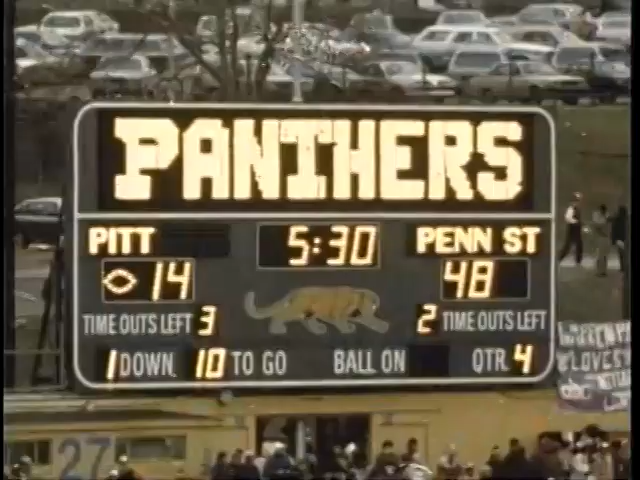 PANTHERS
PITT 5:30 PENN ST
14 48
TIME OUTS LEFT 3 2 TIME OUTS LEFT
1 DOWN 10 TO GO BALL ON QTR 4
27